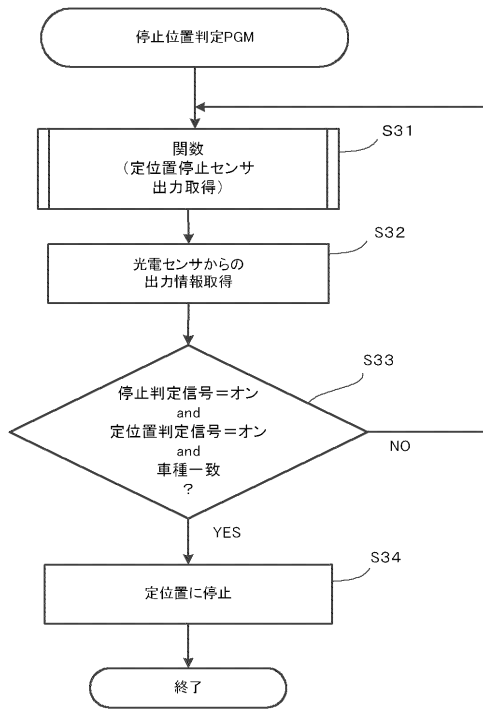 停止位置判定PGM
S31
関数
（定位置停止センサ
出力取得）
S32
光電センサからの
出力情報取得
S33
停止判定信号＝オン
and
定位置判定信号＝オン
and
車種一致
？
NO
YES
S34
定位置に停止
終了